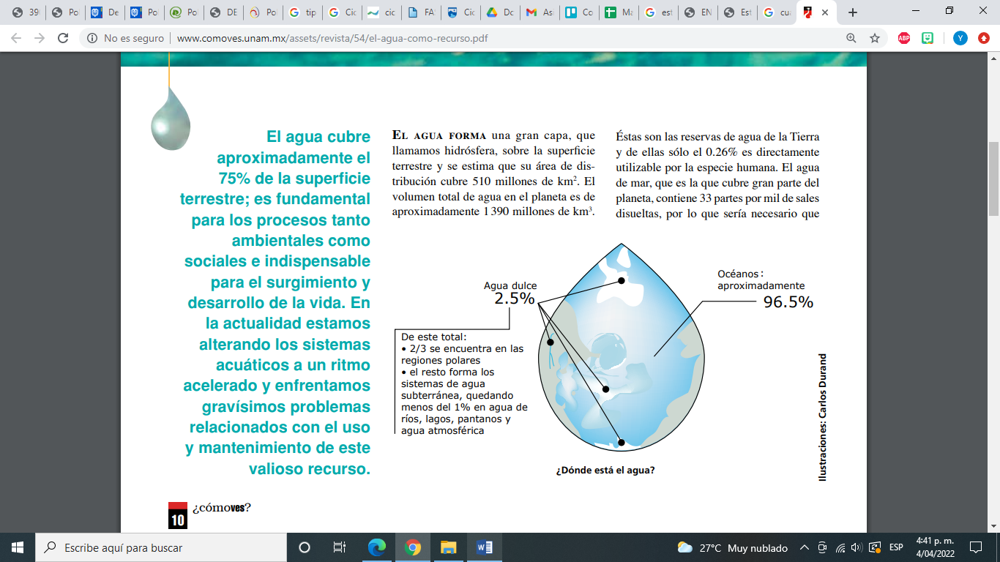 39
Po
De
Po
Po
DE
Po
tip
Cic
cic
FA
Cic
Dc
As
Co
Ma
est
EN
Est
cua
No es seguro
www.comoves.unam.mx/assets/revista/54/el-agua-como-recurso.pdf
ABP
Y
El agua cubre
aproximadamente el
75% de la superficie
terrestre; es fundamental
para los procesos tanto
ambientales como
sociales e indispensable
para el surgimiento y
desarrollo de la vida. En
la actualidad estamos
alterando los sistemas
acuáticos a un ritmo
acelerado y enfrentamos
gravísimos problemas
relacionados con el uso
y mantenimiento de este
valioso recurso.
EL AGUA FORMA una gran capa, que
llamamos hidrósfera, sobre la superficie
terrestre y se estima que su área de dis-
tribución cubre 510 millones de km². El
volumen total de agua en el planeta es de
aproximadamente 1 390 millones de km³.
Éstas son las reservas de agua de la Tierra
y de ellas sólo el 0.26% es directamente
utilizable por la especie humana. El agua
de mar, que es la que cubre gran parte del
planeta, contiene 33 partes por mil de sales
disueltas, por lo que sería necesario que
Agua dulce
2.5%
De este total:
• 2/3 se encuentra en las
regiones polares
• el resto forma los
sistemas de agua
subterránea, quedando
menos del 1% en agua de
ríos, lagos, pantanos y
agua atmosférica
Océanos:
aproximadamente
96.5%
¿Dónde está el agua?
Ilustraciones: Carlos Durand
10
¿cómoves?
Escribe aquí para buscar
27°C Muy nublado
ESP
4:41 p. m.
4/04/2022